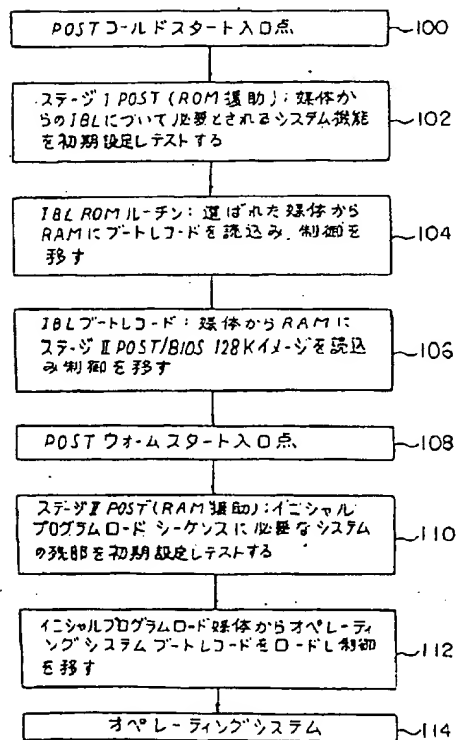 POSTコールドスタート入口点
100
ステージI POST(ROM援助);媒体か
らのIBLについて必要とされるシステム機能
を初期設定しテストする
102
IBL ROMルーチン:選ばれた媒体から
RAMにブートレコードを読込み、制御を
移す
104
IBLブートレコード:媒体からRAMに
ステージII POST/BIOS 128Kイメージを読込
み制御を移す
106
POSTウォームスタート入口点
108
ステージII POST(RAM援助);イニシャル
プログラムロード シーケンスに必要なシステム
の残部を初期設定しテストする
110
イニシャルプログラムロード媒体からオペレーティ
ングシステム ブートレコードをロードし制御
を移す
112
オペレーティングシステム
114